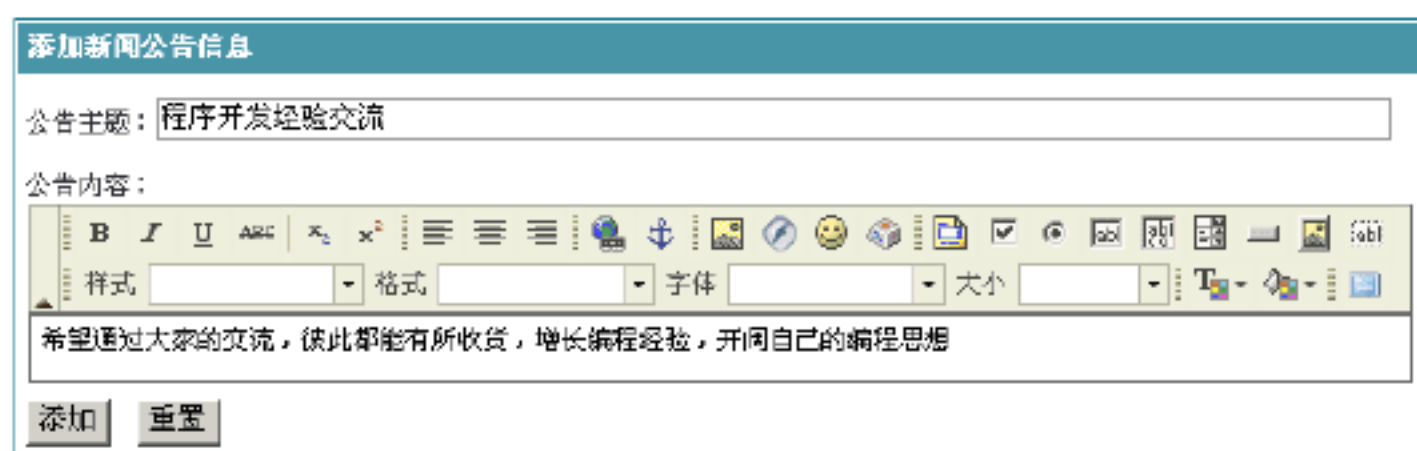 添加新闻公告信息
公告主题：程序开发经验交流
公告内容：
B I U ABC x₂ x²
样式 格式 字体 大小
希望通过大家的交流，彼此都能有所收货，增长编程经验，开阔自己的编程思想
添加 重置